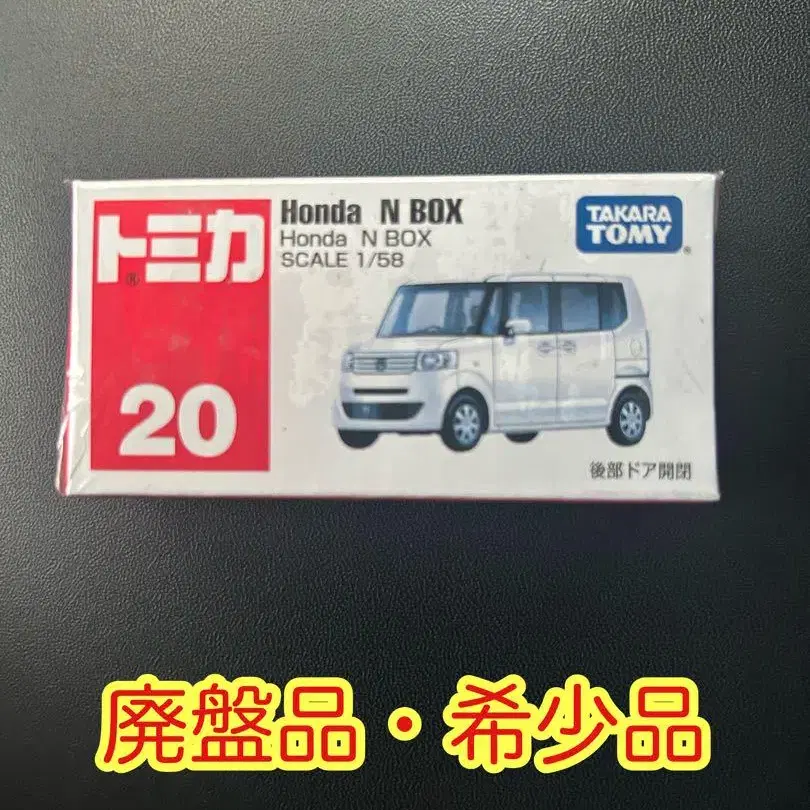 トミカ
20
Honda N BOX
Honda N BOX
SCALE 1/58
TAKARA
TOMY
後部ドア開閉
廃盤品・希少品